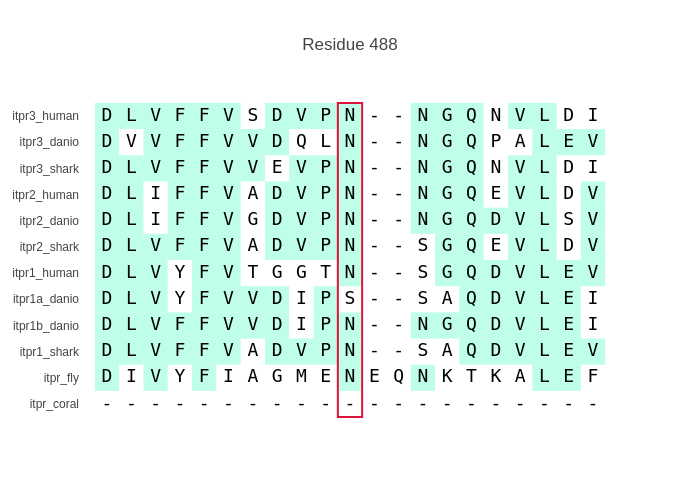 Residue 488
itpr3_human D L V F F V S D V P N - - N G Q N V L D I
itpr3_danio D V V F F V V D Q L N - - N G Q P A L E V
itpr3_shark D L V F F V V E V P N - - N G Q N V L D I
itpr2_human D L I F F V A D V P N - - N G Q E V L D V
itpr2_danio D L I F F V G D V P N - - N G Q D V L S V
itpr2_shark D L V F F V A D V P N - - S G Q E V L D V
itpr1_human D L V Y F V T G G T N - - S G Q D V L E V
itpr1a_danio D L V Y F V V D I P S - - S A Q D V L E I
itpr1b_danio D L V F F V V D I P N - - N G Q D V L E I
itpr1_shark D L V F F V A D V P N - - S A Q D V L E V
itpr_fly D I V Y F I A G M E N E Q N K T K A L E F
itpr_coral - - - - - - - - - - - - - - - - - - - - -